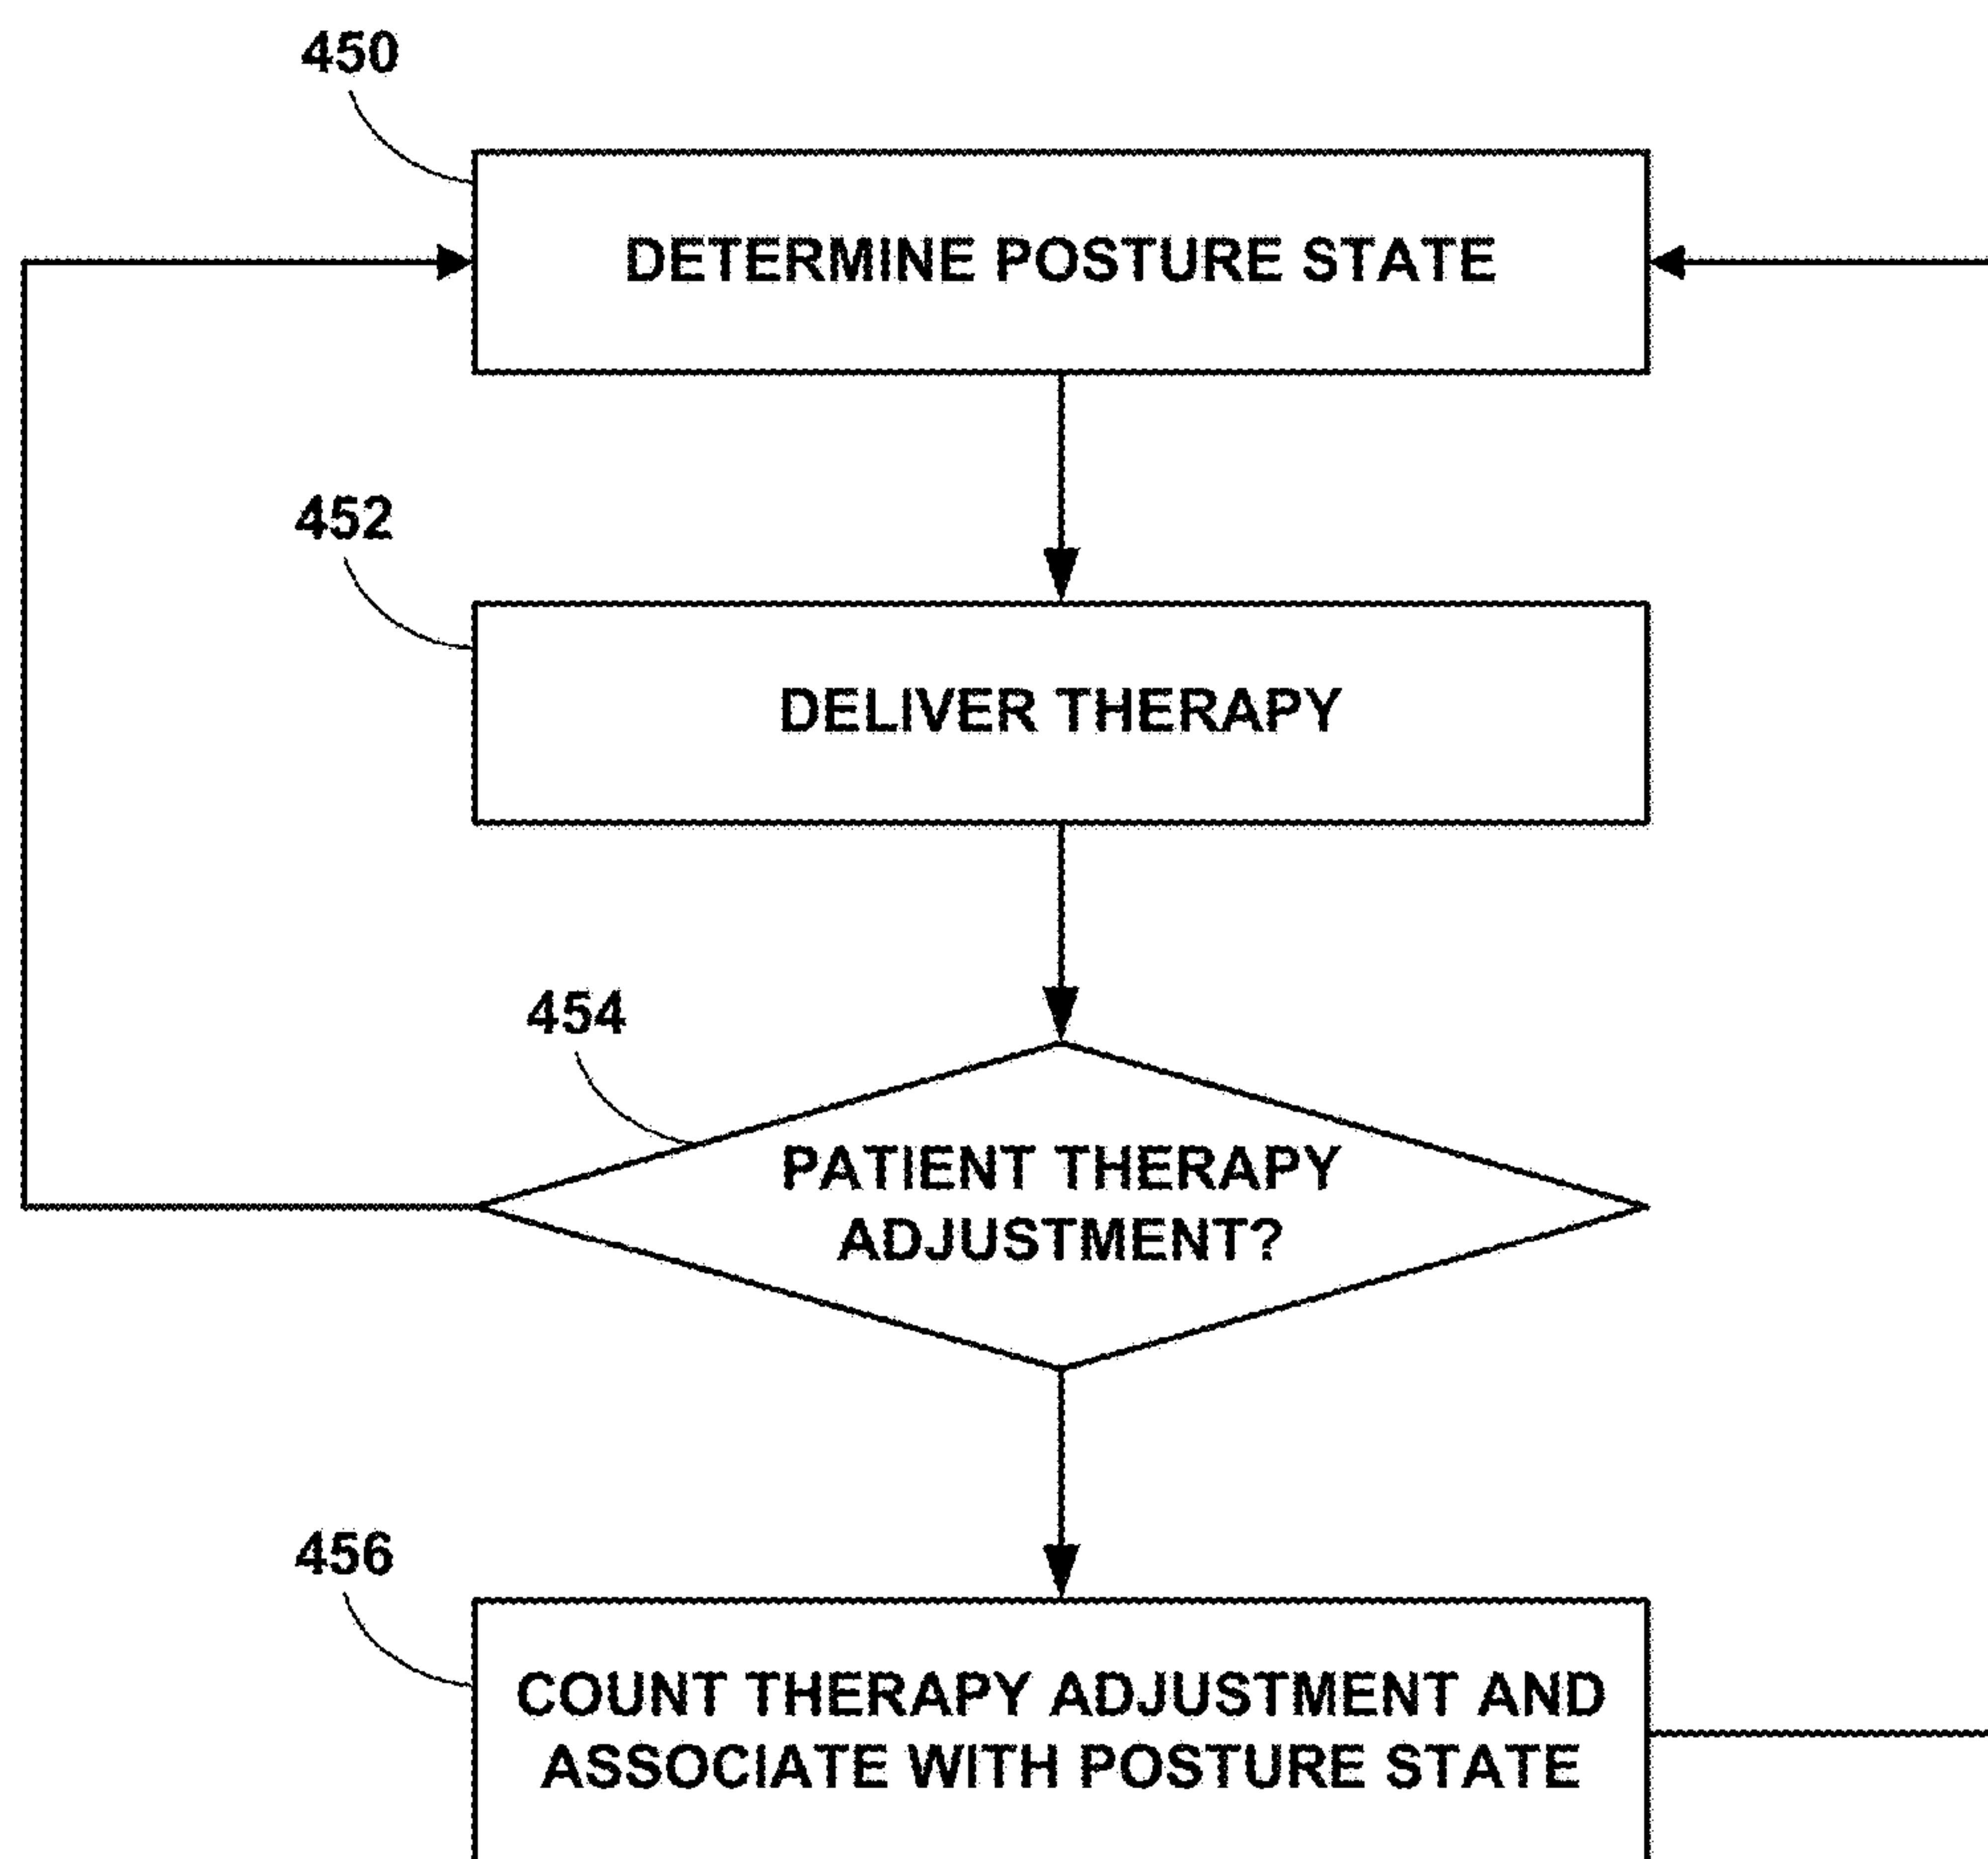 450
DETERMINE POSTURE STATE
452
DELIVER THERAPY
454
PATIENT THERAPY
ADJUSTMENT?
456
COUNT THERAPY ADJUSTMENT AND
ASSOCIATE WITH POSTURE STATE